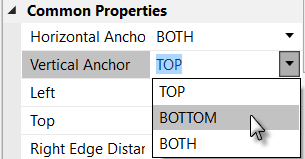 Common Properties
Horizontal Ancho BOTH
Vertical Anchor TOP
Left TOP
Top BOTTOM
Right Edge Distar BOTH